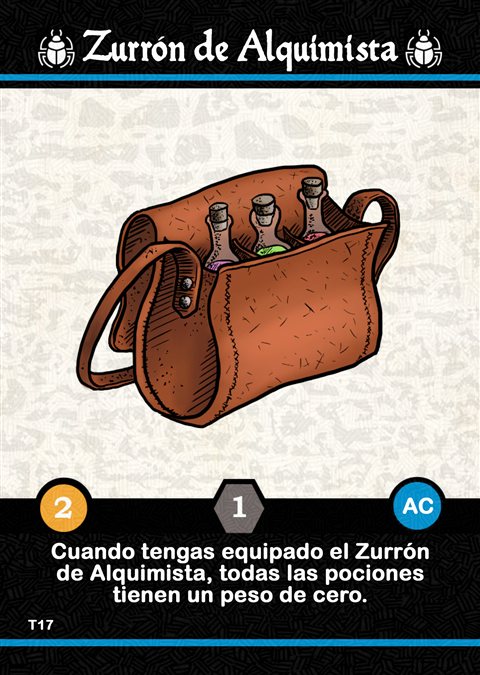 Zurrón de Alquimista
2
1
AC
Cuando tengas equipado el Zurrón
de Alquimista, todas las pociones
tienen un peso de cero.
T17